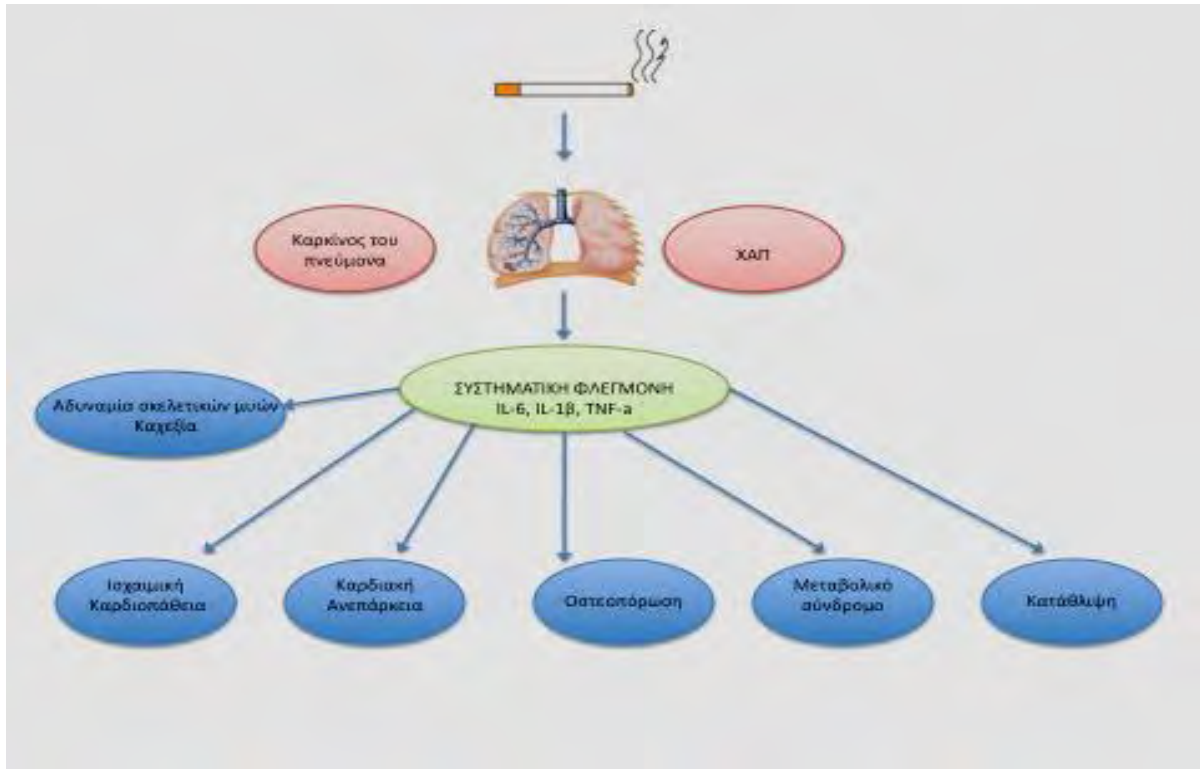 Καρκίνος του
πνεύμονα
ΧΑΠ
ΣΥΣΤΗΜΑΤΙΚΗ ΦΛΕΓΜΟΝΗ
IL-6, IL-1β, TNF-a
Αδυναμία σκελετικών μυών
Καχεξία
Ισχαιμική
Καρδιοπάθεια
Καρδιακή
Ανεπάρκεια
Οστεοπόρωση
Μεταβολικό
σύνδρομο
Κατάθλιψη